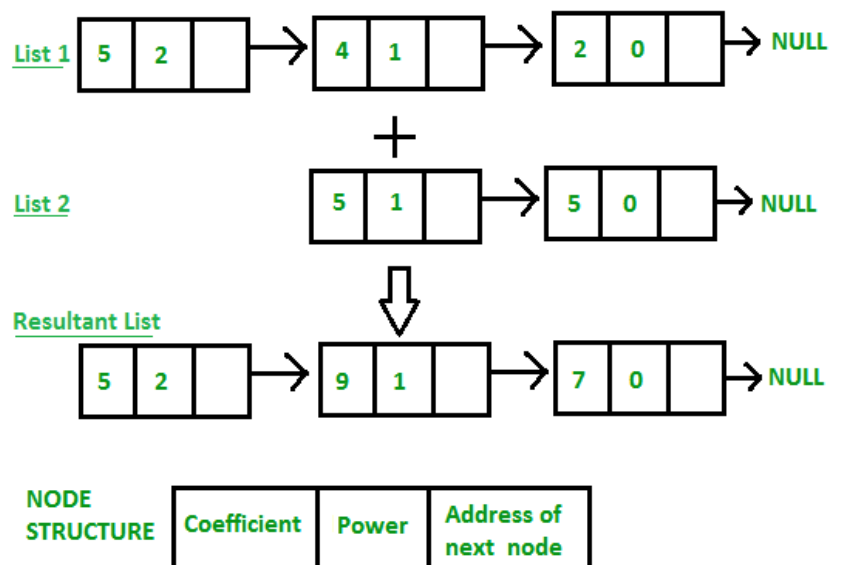 List 1 5 2 4 1 2 0 NULL
+
List 2 5 1 5 0 NULL
Resultant List
5 2 9 1 7 0 NULL
NODE STRUCTURE
Coefficient
Power
Address of
next node